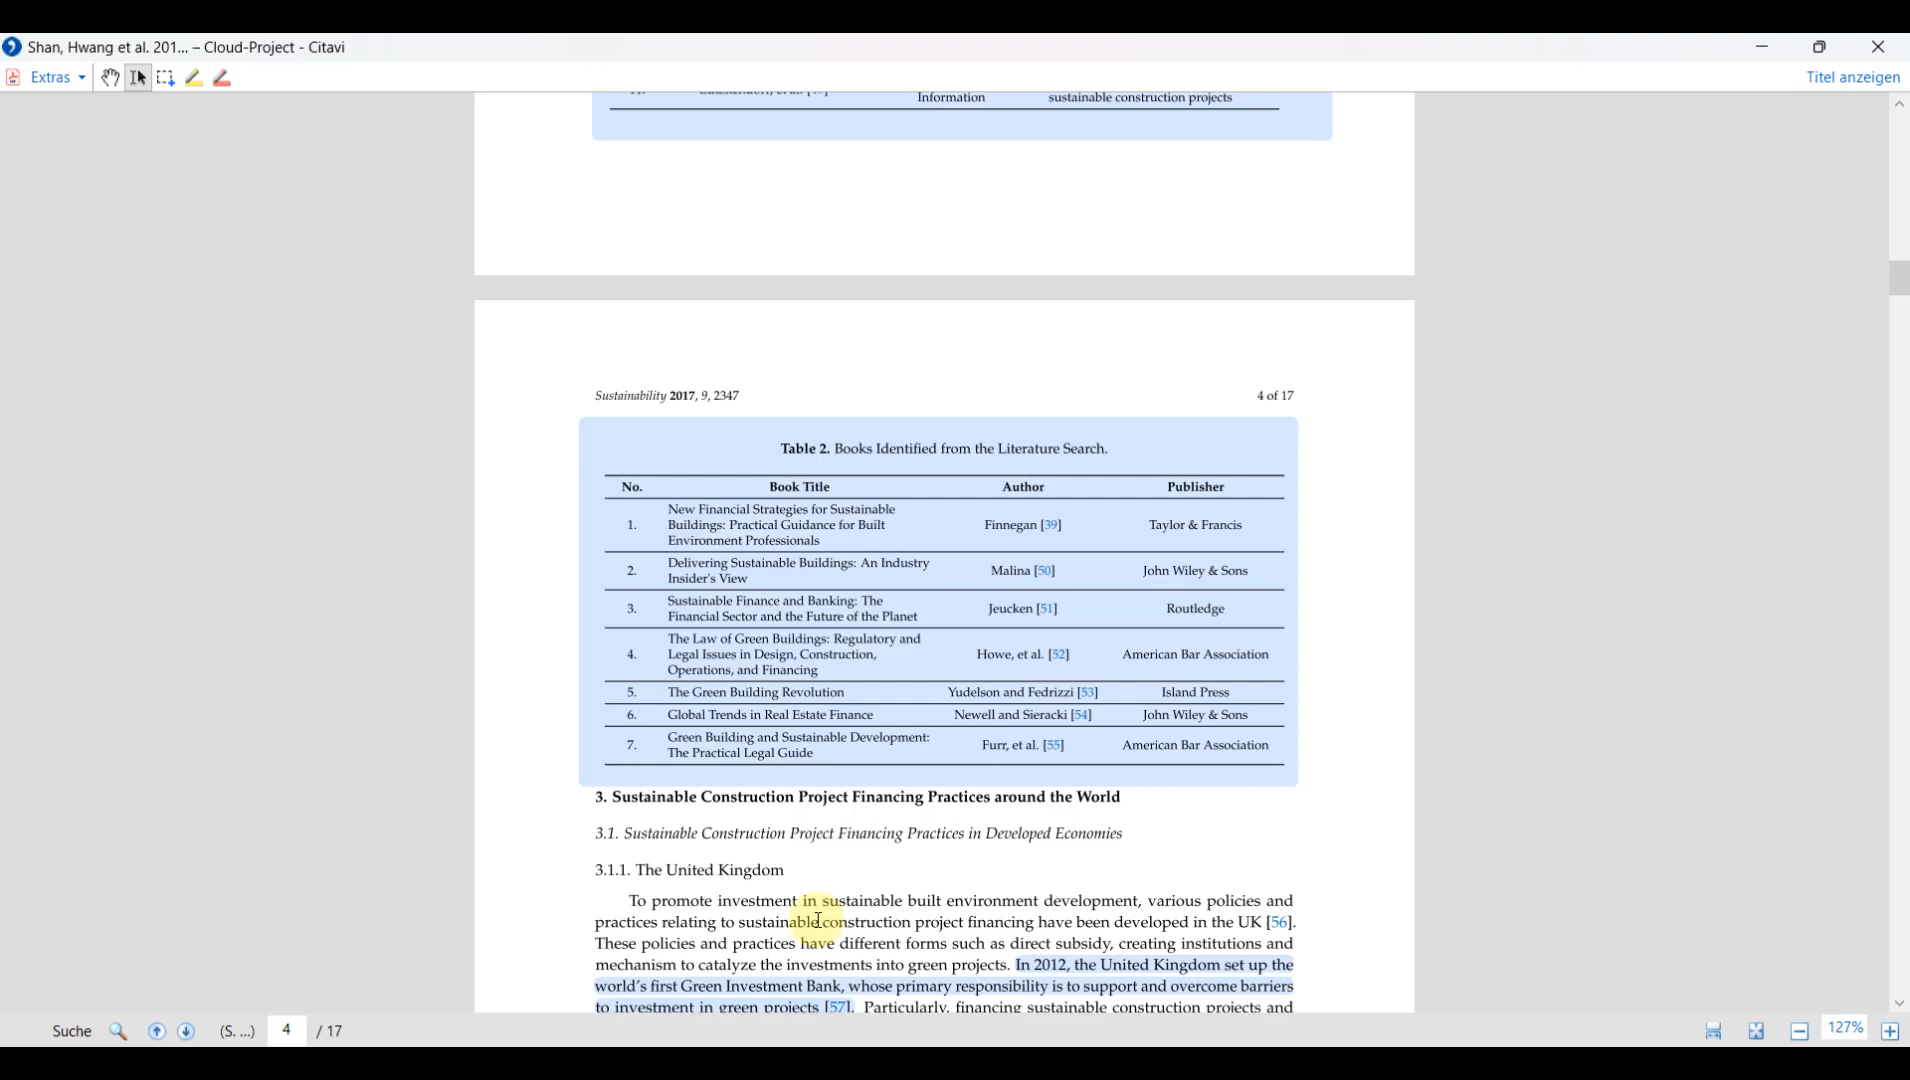 Shan, Hwang et al. 201... – Cloud-Project - Citavi
Extras
Titel anzeigen
Information sustainable construction projects
Sustainability 2017, 9, 2347 4 of 17
Table 2. Books Identified from the Literature Search.
No. Book Title Author Publisher
New Financial Strategies for Sustainable
1. Buildings: Practical Guidance for Built Finnegan [39] Taylor & Francis
Environment Professionals
2. Delivering Sustainable Buildings: An Industry Malina [50] John Wiley & Sons
Insider's View
3. Sustainable Finance and Banking: The Jeucken [51] Routledge
Financial Sector and the Future of the Planet
The Law of Green Buildings: Regulatory and
4. Legal Issues in Design, Construction, Howe, et al. [52] American Bar Association
Operations, and Financing
5. The Green Building Revolution Yudelson and Fedrizzi [53] Island Press
6. Global Trends in Real Estate Finance Newell and Sieracki [54] John Wiley & Sons
7. Green Building and Sustainable Development: Furr, et al. [55] American Bar Association
The Practical Legal Guide
3. Sustainable Construction Project Financing Practices around the World
3.1. Sustainable Construction Project Financing Practices in Developed Economies
3.1.1. The United Kingdom
To promote investment in sustainable built environment development, various policies and
practices relating to sustainable construction project financing have been developed in the UK [56].
These policies and practices have different forms such as direct subsidy, creating institutions and
mechanism to catalyze the investments into green projects. In 2012, the United Kingdom set up the
world's first Green Investment Bank, whose primary responsibility is to support and overcome barriers
to investment in green projects [57]. Particularly, financing sustainable construction projects and
Suche (S. ...) 4 / 17 127%